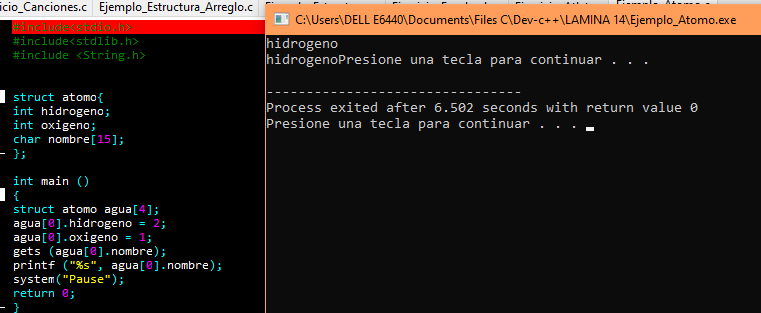 icio_Canciones.c
Ejemplo_Estructura_Arreglo.c
#include<stdio.h>
#include<stdlib.h>
#include <String.h>
struct atomo{
int hidrogeno;
int oxigeno;
char nombre[15];
};
int main ()
{
struct atomo agua[4];
agua[0].hidrogeno = 2;
agua[0].oxigeno = 1;
gets (agua[0].nombre);
printf ("%s", agua[0].nombre);
system("Pause");
return 0;
}
C:\Users\DELL E6440\Documents\Files C\Dev-c++\LAMINA 14\Ejemplo_Atomo.exe
hidrogeno
hidrogenoPresione una tecla para continuar . . .
--------------------------------
Process exited after 6.502 seconds with return value 0
Presione una tecla para continuar . . .